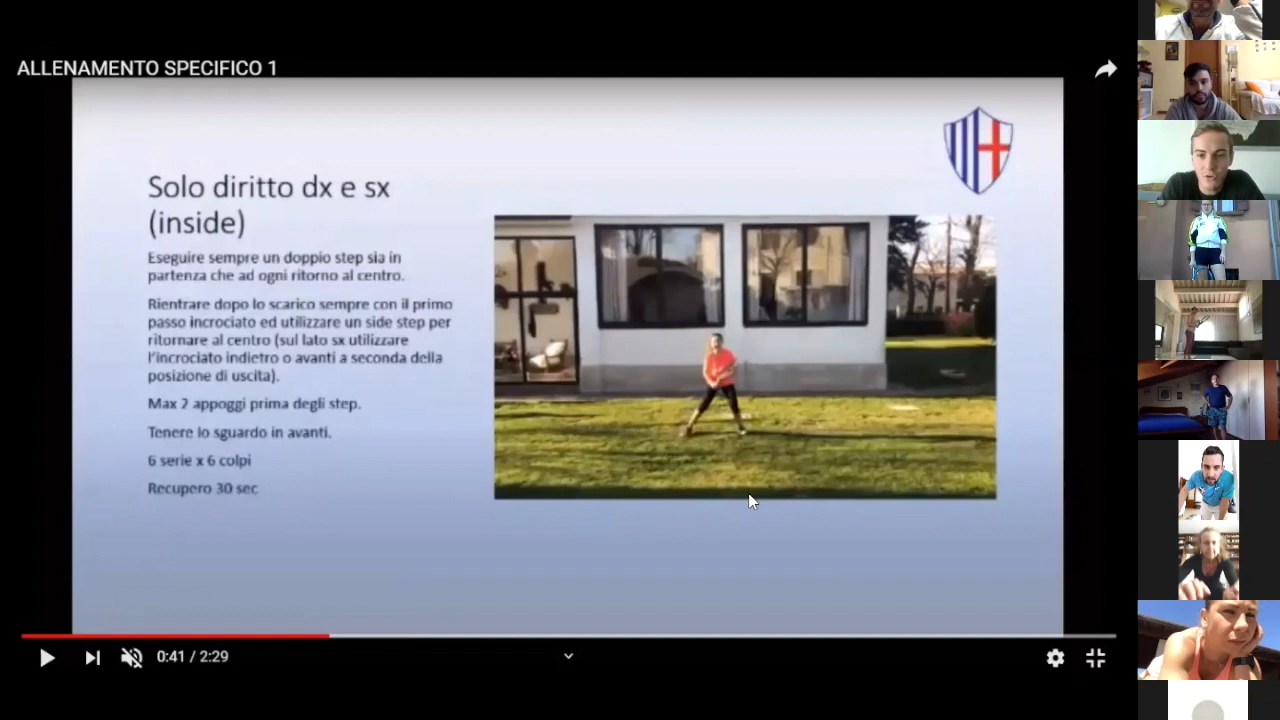 ALLENAMENTO SPECIFICO 1
Solo diritto dx e sx
(inside)
Eseguire sempre un doppio step sia in
partenza che ad ogni ritorno al centro.
Rientrare dopo lo scarico sempre con il primo
passo incrociato ed utilizzare un side step per
ritornare al centro (sul lato sx utilizzare
l'incrociato indietro o avanti a seconda della
posizione di uscita).
Max 2 appoggi prima degli step.
Tenere lo sguardo in avanti.
6 serie x 6 colpi
Recupero 30 sec
0:41 / 2:29